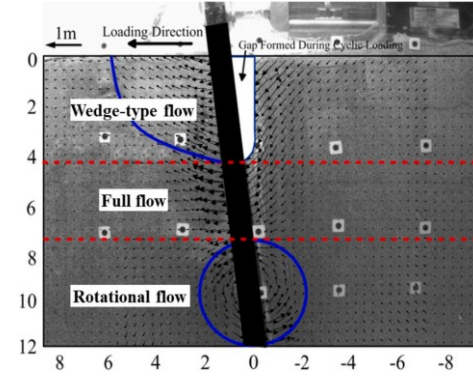 1m
Loading Direction
Gap Formed During Cyclic Loading
0
2
Wedge-type flow
4
Full flow
6
8
Rotational flow
10
12
8 6 4 2 0 -2 -4 -6 -8